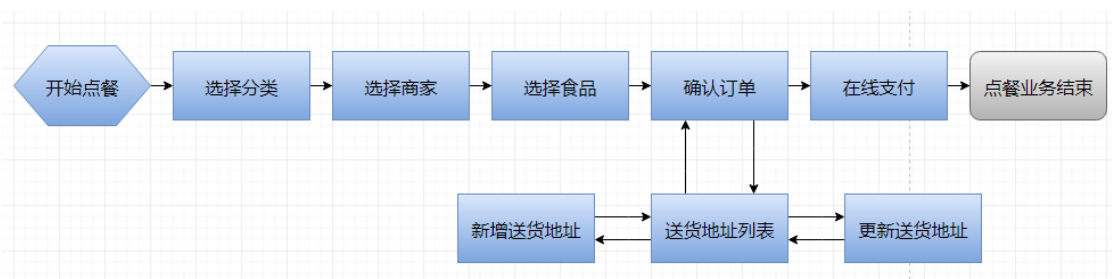 开始点餐
选择分类
选择商家
选择食品
确认订单
在线支付
点餐业务结束
新增送货地址
送货地址列表
更新送货地址